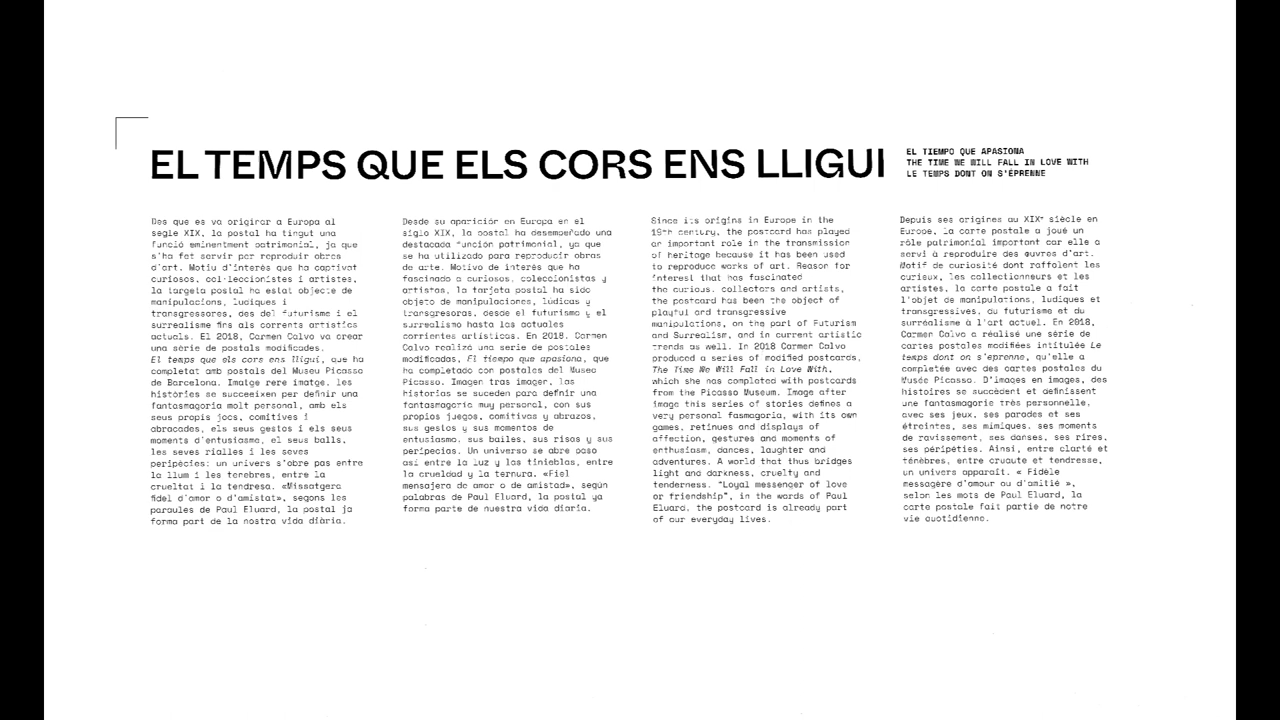 EL TEMPS QUE ELS CORS ENS LLIGUI
EL TIEMPO QUE APASIONA
THE TIME WE WILL FALL IN LOVE WITH
LE TEMPS DONT ON S'ÉPRENNE
Des que es va originar a Europa al
segle XIX, la postal ha tingut una
funció eminentment patrimonial, ja que
s'ha fet servir per reproduir obres
d'art. Motiu d'interès que ha captivat
curiosos, col·leccionistes i artistes,
la targeta postal ha estat objecte de
manipulacions, lúdiques i
transgressores, des del futurisme i el
surrealisme fins als corrents artístics
actuals. El 2018, Carmen Calvo va crear
una sèrie de postals modificades,
El temps que els cors ens lligui, que ha
completat amb postals del Museu Picasso
de Barcelona. Imatge rere imatge, les
històries se succeeixen per definir una
fantasmagoria molt personal, amb els
seus propis jocs, comitives i
abraçades, els seus gestos i els seus
moments d'entusiasme, el seus balls,
les seves rialles i les seves
peripècies: un univers s'obre pas entre
la llum i les tenebres, entre la
crueltat i la tendresa. «Missatgera
fidel d'amor o d'amistat», segons les
paraules de Paul Eluard, la postal ja
forma part de la nostra vida diària.
Desde su aparición en Europa en el
siglo XIX, la postal ha desempeñado una
destacada función patrimonial, ya que
se ha utilizado para reproducir obras
de arte. Motivo de interés que ha
fascinado a curiosos, coleccionistas y
artistas, la tarjeta postal ha sido
objeto de manipulaciones, lúdicas y
transgresoras, desde el futurismo y el
surrealismo hasta las actuales
corrientes artísticas. En 2018, Carmen
Calvo realizó una serie de postales
modificadas, El tiempo que apasiona, que
ha completado con postales del Museo
Picasso. Imagen tras imagen, las
historias se suceden para definir una
fantasmagoría muy personal, con sus
propios juegos, comitivas y abrazos,
sus gestos y sus momentos de
entusiasmo, sus bailes, sus risas y sus
peripecias. Un universo se abre paso
así entre la luz y las tinieblas, entre
la crueldad y la ternura. «Fiel
mensajera de amor o de amistad», según
palabras de Paul Eluard, la postal ya
forma parte de nuestra vida diaria.
Since its origins in Europe in the
19th century, the postcard has played
an important role in the transmission
of heritage because it has been used
to reproduce works of art. Reason for
interest that has fascinated
the curious, collectors and artists,
the postcard has been the object of
playful and transgressive
manipulations, on the part of Futurism
and Surrealism, and in current artistic
trends as well. In 2018 Carmen Calvo
produced a series of modified postcards,
The Time We Will Fall in Love With,
which she has completed with postcards
from the Picasso Museum. Image after
image this series of stories defines a
very personal fasmagoria, with its own
games, retinues and displays of
affection, gestures and moments of
enthusiasm, dances, laughter and
adventures. A world that thus bridges
light and darkness, cruelty and
tenderness. "Loyal messenger of love
or friendship", in the words of Paul
Eluard, the postcard is already part
of our everyday lives.
Depuis ses origines au XIXe siècle en
Europe, la carte postale a joué un
rôle patrimonial important car elle a
servi à reproduire des œuvres d'art.
Motif de curiosité dont raffolent les
curieux, les collectionneurs et les
artistes, la carte postale a fait
l'objet de manipulations, ludiques et
transgressives, du futurisme et du
surréalisme à l'art actuel. En 2018,
Carmen Calvo a réalisé une série de
cartes postales modifiées intitulée Le
temps dont on s'éprenne, qu'elle a
complétée avec des cartes postales du
Musée Picasso. D'images en images, des
histoires se succèdent et définissent
une fantasmagorie très personnelle,
avec ses jeux, ses parades et ses
étreintes, ses mimiques, ses moments
de ravissement, ses danses, ses rires,
ses péripéties. Ainsi, entre clarté et
ténèbres, entre cruauté et tendresse,
un univers apparaît. « Fidèle
messagère d'amour ou d'amitié »,
selon les mots de Paul Eluard, la
carte postale fait partie de notre
vie quotidienne.